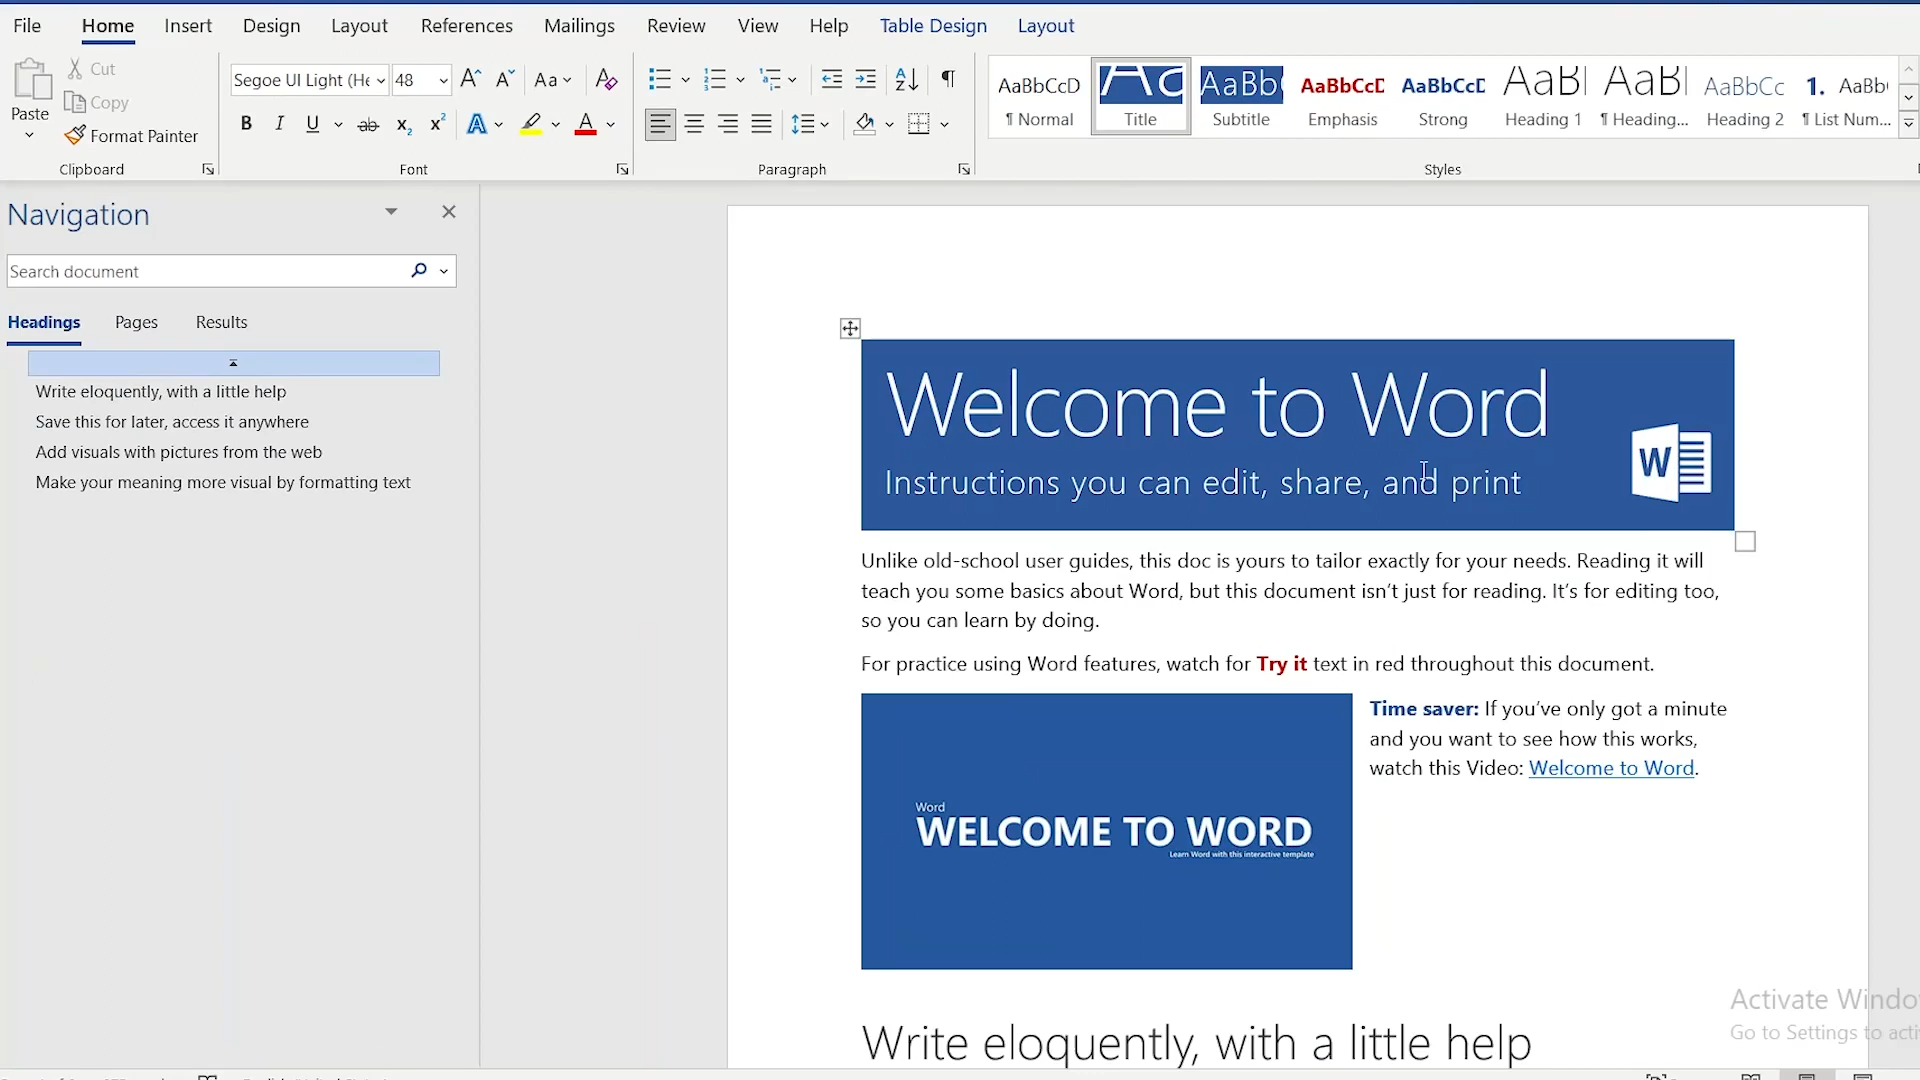 File Home Insert Design Layout References Mailings Review View Help Table Design Layout
Paste
Cut
Copy
Format Painter
Clipboard
Segoe UI Light (He 48
Aa
B I U ab x₂ x² A A
Font
Paragraph
AaBbCcD
¶ Normal
Title
AaBb(
Subtitle
AaBbCcD
Emphasis
AaBbCcD
Strong
AaBl
Heading 1
AaBl
¶ Heading...
AaBbCc
Heading 2
1. AaBb(
¶ List Num...
Styles
Navigation
Search document
Headings Pages Results
Write eloquently, with a little help
Save this for later, access it anywhere
Add visuals with pictures from the web
Make your meaning more visual by formatting text
Welcome to Word
Instructions you can edit, share, and print
W
Unlike old-school user guides, this doc is yours to tailor exactly for your needs. Reading it will
teach you some basics about Word, but this document isn’t just for reading. It’s for editing too,
so you can learn by doing.
For practice using Word features, watch for Try it text in red throughout this document.
Word
WELCOME TO WORD
Learn Word with this interactive template
Time saver: If you’ve only got a minute
and you want to see how this works,
watch this Video: Welcome to Word.
Write eloquently, with a little help
Activate Windo
Go to Settings to acti